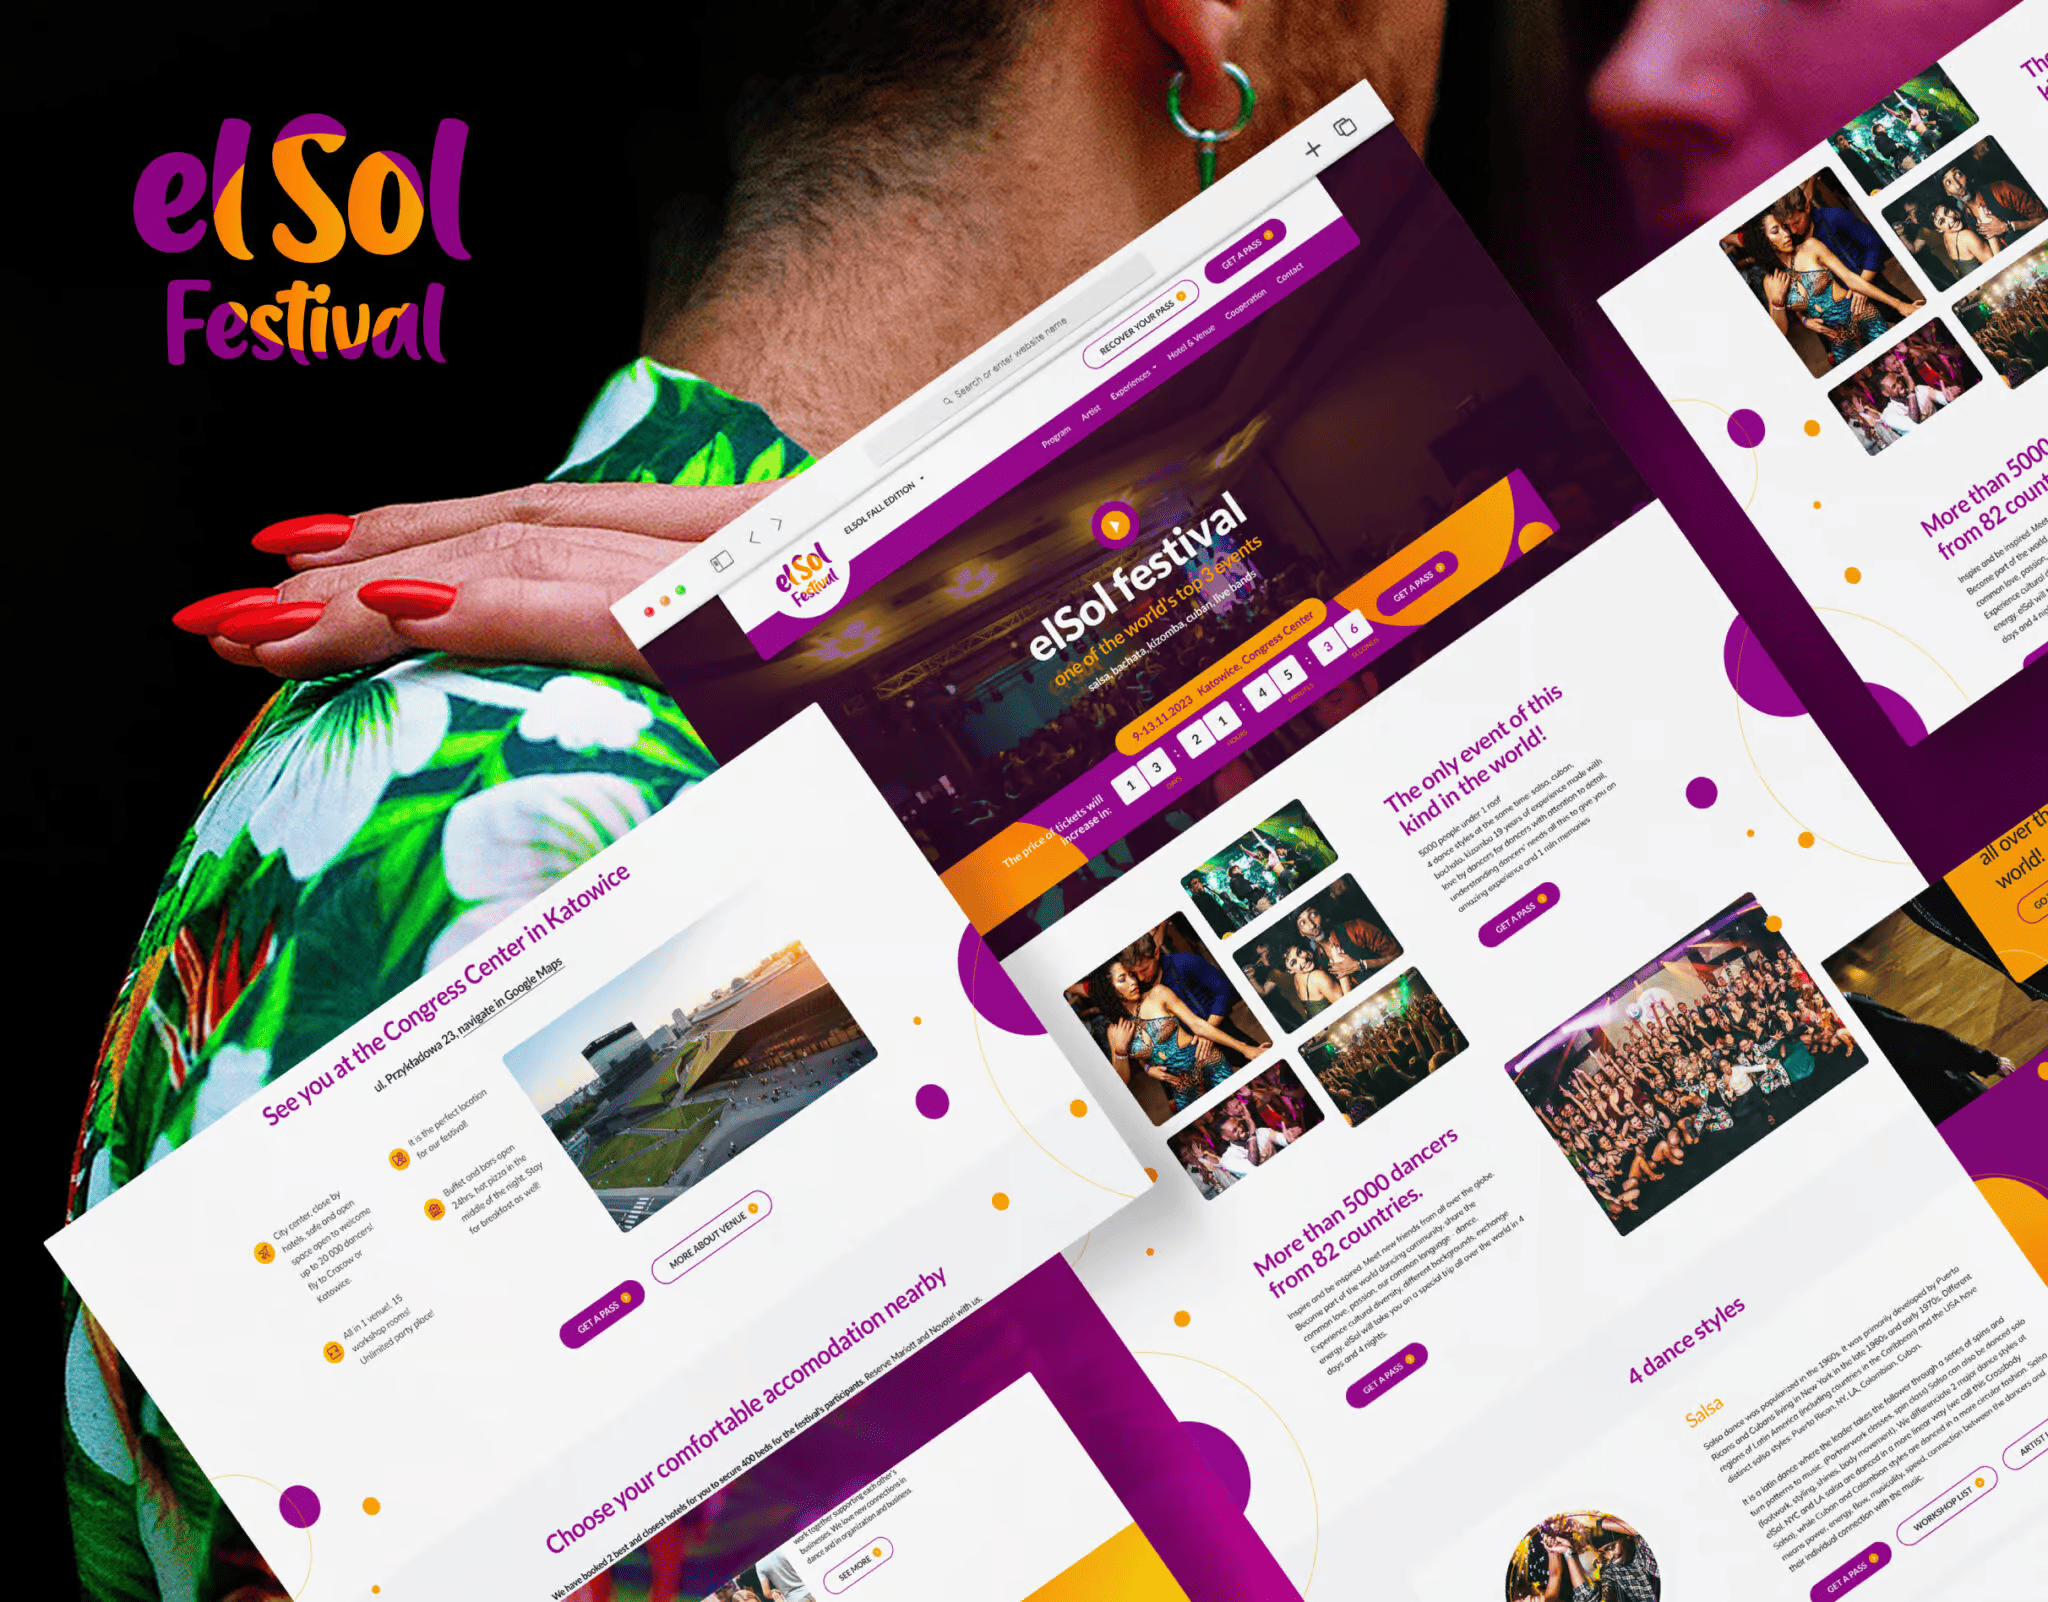 elSol
Festival
Search or enter website name
ELSOL FALL EDITION
RECOVER YOUR PASS
GET A PASS
elSol
Festival
Program
Artist
Experiences
Hotel & Venue
Cooperation
Contact
elSol festival
one of the world's top 3 events
salsa, bachata, kizomba, cuban, live bands
9-13.11.2023 Katowice, Congress Center
The price of tickets will
increase in:
1 3 : 2 1 : 4 5 : 3 6
DAYS
HOURS
MINUTES
SECONDS
GET A PASS
The only event of this
kind in the world!
5000 people under 1 roof
4 dance styles at the same time: salsa, cuban,
bachata, kizomba 19 years of experience made with
love by dancers for dancers with attention to detail,
understanding dancers' needs all this to give you on
amazing experience and 1 mln memories
GET A PASS
More than 5000 dancers
from 82 countries.
Inspire and be inspired. Meet new friends from all over the globe.
Become part of the world dancing community, share the
common love, passion, our common language - dance.
Experience cultural diversity, different backgrounds, exchange
energy. elSol will take you on a special trip all over the world in 4
days and 4 nights.
GET A PASS
4 dance styles
Salsa
Salsa dance was popularized in the 1960s. It was primarily developed by Puerto
Ricans and Cubans living in New York in the late 1960s and early 1970s. Different
regions of Latin America (including countries in the Caribbean) and the USA have
distinct salsa styles: Puerto Rican, NY, LA, Colombian, Cuban.
It is a latin dance where the leader takes the follower through a series of spins and
turn patterns to music. (Partnerwork classes, spin class) Salsa can also be danced solo
(footwork, styling, shines, body movement). We differenciate 2 major dance styles at
elSol. NYC and LA salsa are danced in a more linear way (we call this Crossbody
Salsa), while Cuban and Colombian styles are danced in a more circular fashion. Salsa
means power, energy, flow, musicality, speed, connection between the dancers and
their individual connection with the music.
GET A PASS
WORKSHOP LIST
ARTIST
See you at the Congress Center in Katowice
ul. Przykładowa 23, navigate in Google Maps
City center, close by
hotels, safe and open
space open to welcome
up to 20 000 dancers!
fly to Cracow or
Katowice.
It is the perfect location
for our festival!
All in 1 venue!, 15
workshop rooms!
Unlimited party place!
Buffet and bars open
24hrs, hot pizza in the
middle of the night. Stay
for breakfast as well!
GET A PASS
MORE ABOUT VENUE
Choose your comfortable accomodation nearby
We have booked 2 best and closest hotels for you to secure 400 beds for the festival's participants. Reserve Mariott and Novotel with us.
work together supporting each other's
businesses. We love new connections in
dance and in organization and business.
SEE MORE
The
More than 5000
from 82 count
Inspire and be inspired. Meet
Become part of the world
common love, passion,
Experience cultural d
energy. elSol will t
days and 4 nigh
all over th
world!
GO